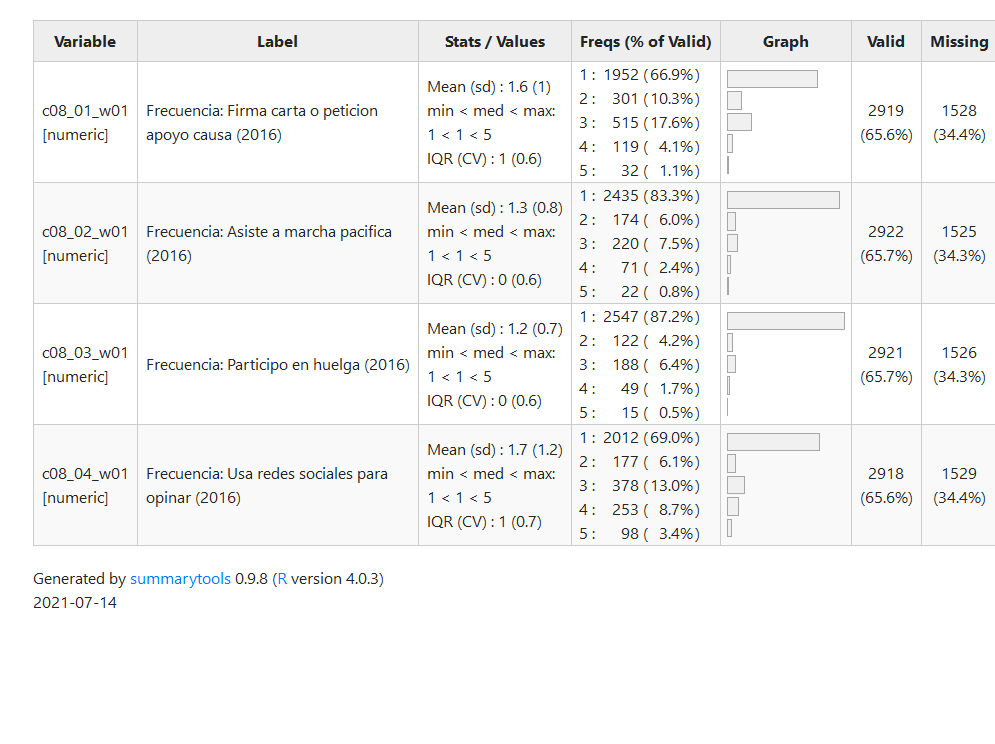 Variable Label Stats / Values Freqs (% of Valid) Graph Valid Missing
c08_01_w01
[numeric]
Frecuencia: Firma carta o peticion
apoyo causa (2016)
Mean (sd) : 1.6 (1)
min < med < max:
1 < 1 < 5
IQR (CV) : 1 (0.6)
1 : 1952 (66.9%)
2 : 301 (10.3%)
3 : 515 (17.6%)
4 : 119 ( 4.1%)
5 : 32 ( 1.1%)
2919
(65.6%)
1528
(34.4%)
c08_02_w01
[numeric]
Frecuencia: Asiste a marcha pacifica
(2016)
Mean (sd) : 1.3 (0.8)
min < med < max:
1 < 1 < 5
IQR (CV) : 0 (0.6)
1 : 2435 (83.3%)
2 : 174 ( 6.0%)
3 : 220 ( 7.5%)
4 : 71 ( 2.4%)
5 : 22 ( 0.8%)
2922
(65.7%)
1525
(34.3%)
c08_03_w01
[numeric]
Frecuencia: Participo en huelga (2016)
Mean (sd) : 1.2 (0.7)
min < med < max:
1 < 1 < 5
IQR (CV) : 0 (0.6)
1 : 2547 (87.2%)
2 : 122 ( 4.2%)
3 : 188 ( 6.4%)
4 : 49 ( 1.7%)
5 : 15 ( 0.5%)
2921
(65.7%)
1526
(34.3%)
c08_04_w01
[numeric]
Frecuencia: Usa redes sociales para
opinar (2016)
Mean (sd) : 1.7 (1.2)
min < med < max:
1 < 1 < 5
IQR (CV) : 1 (0.7)
1 : 2012 (69.0%)
2 : 177 ( 6.1%)
3 : 378 (13.0%)
4 : 253 ( 8.7%)
5 : 98 ( 3.4%)
2918
(65.6%)
1529
(34.4%)
Generated by summarytools 0.9.8 (R version 4.0.3)
2021-07-14